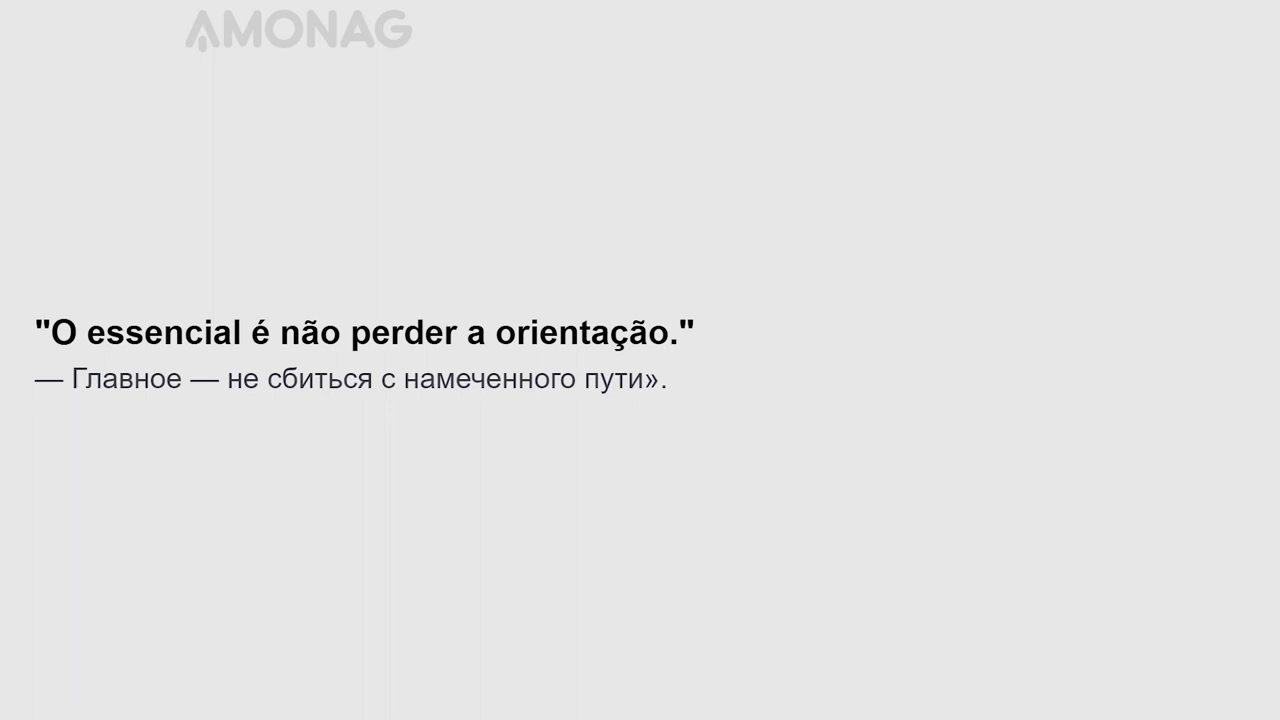 AMONAG
"O essencial é não perder a orientação."
— Главное — не сбиться с намеченного пути».